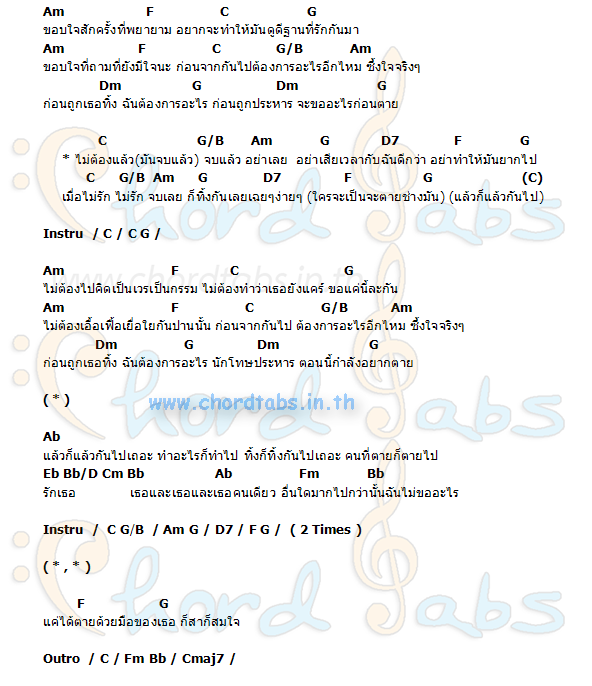 Am F C G
ขอบใจสักครั้งที่พยายาม อยากจะทำให้มันดูดีฐานที่รักกันมา
Am F C G/B Am
ขอบใจที่ถามที่ยังมีใจนะ ก่อนจากกันไปต้องการอะไรอีกไหม ซึ้งใจจริงๆ
Dm G Dm G
ก่อนถูกเธอทิ้ง ฉันต้องการอะไร ก่อนถูกประหาร จะขออะไรก่อนตาย
C G/B Am G D7 F G
* ไม่ต้องแล้ว(มันจบแล้ว) จบแล้ว อย่าเลย อย่าเสียเวลากับฉันดีกว่า อย่าทำให้มันยากไป
C G/B Am G D7 F G (C)
เมื่อไม่รัก ไม่รัก จบเลย ก็ทิ้งกันเลยเฉยๆง่ายๆ (ใครจะเป็นจะตายช่างมัน) (แล้วก็แล้วกันไป)
Instru / C / C G /
Am F C G
ไม่ต้องไปคิดเป็นเวรเป็นกรรม ไม่ต้องทำว่าเธอยังแคร์ ขอแค่นี้ละกัน
Am F C G/B Am
ไม่ต้องเอื้อเฟื้อเยื่อใยกันปานนั้น ก่อนจากกันไป ต้องการอะไรอีกไหม ซึ้งใจจริงๆ
Dm G Dm G
ก่อนถูกเธอทิ้ง ฉันต้องการอะไร นักโทษประหาร ตอนนี้กำลังอยากตาย
( * )
www.chordtabs.in.th
Ab
แล้วก็แล้วกันไปเถอะ ทำอะไรก็ทำไป ทิ้งก็ทิ้งกันไปเถอะ คนที่ตายก็ตายไป
Eb Bb/D Cm Bb Ab Fm Bb
รักเธอ เธอและเธอและเธอคนเดียว อื่นใดมากไปกว่านั้นฉันไม่ขออะไร
Instru / C G/B / Am G / D7 / F G / ( 2 Times )
( * , * )
F G
แค่ได้ตายด้วยมือของเธอ ก็สาก็สมใจ
Outro / C / Fm Bb / Cmaj7 /